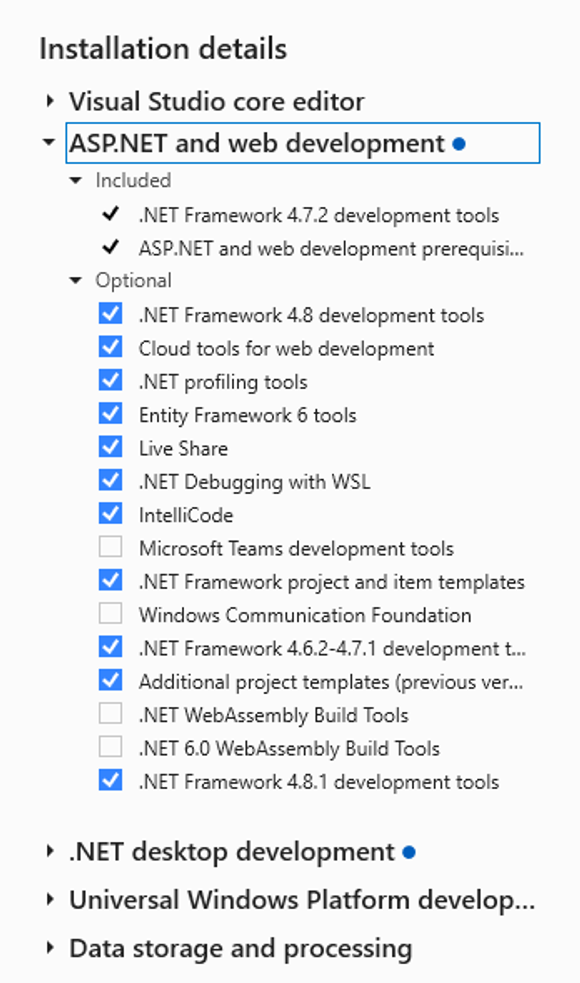 Installation details
Visual Studio core editor
ASP.NET and web development
Included
.NET Framework 4.7.2 development tools
ASP.NET and web development prerequisi...
Optional
.NET Framework 4.8 development tools
Cloud tools for web development
.NET profiling tools
Entity Framework 6 tools
Live Share
.NET Debugging with WSL
IntelliCode
Microsoft Teams development tools
.NET Framework project and item templates
Windows Communication Foundation
.NET Framework 4.6.2-4.7.1 development t...
Additional project templates (previous ver...
.NET WebAssembly Build Tools
.NET 6.0 WebAssembly Build Tools
.NET Framework 4.8.1 development tools
.NET desktop development
Universal Windows Platform develop...
Data storage and processing